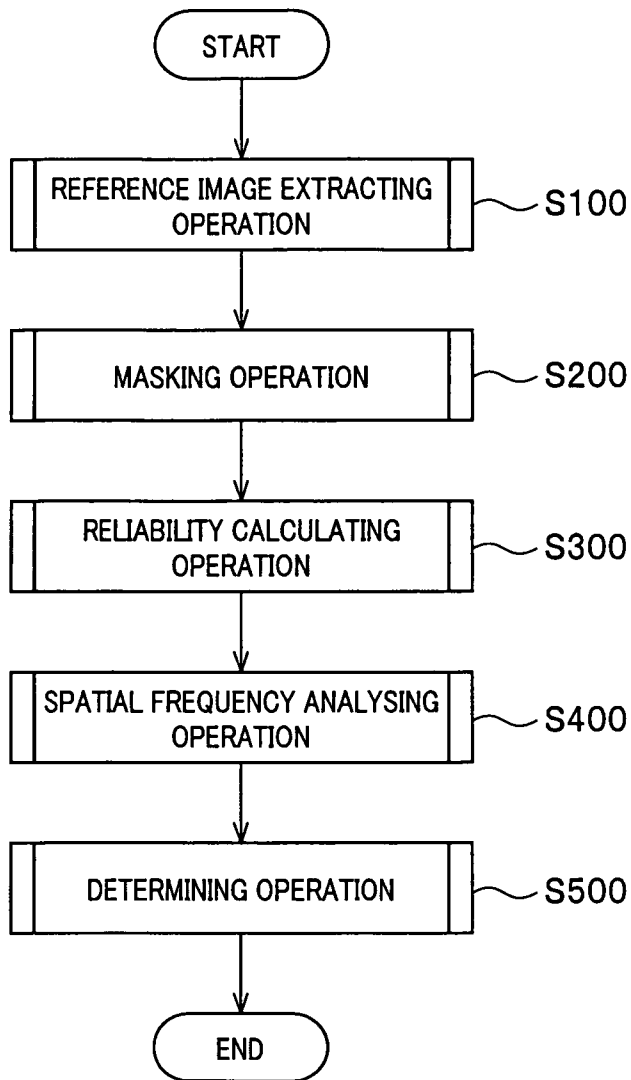 START
REFERENCE IMAGE EXTRACTING
OPERATION
S100
MASKING OPERATION
S200
RELIABILITY CALCULATING
OPERATION
S300
SPATIAL FREQUENCY ANALYSING
OPERATION
S400
DETERMINING OPERATION
S500
END